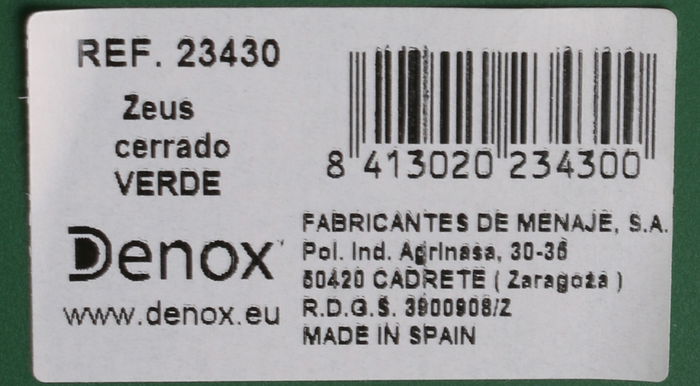 REF. 23430
Zeus
cerrado
VERDE
8 413020 234300
Denox
www.denox.eu
FABRICANTES DE MENAJE, S.A.
Pol. Ind. Agrinasa, 30-36
50420 CADRETE ( Zaragoza )
R.D.G.S. 3900908/Z
MADE IN SPAIN